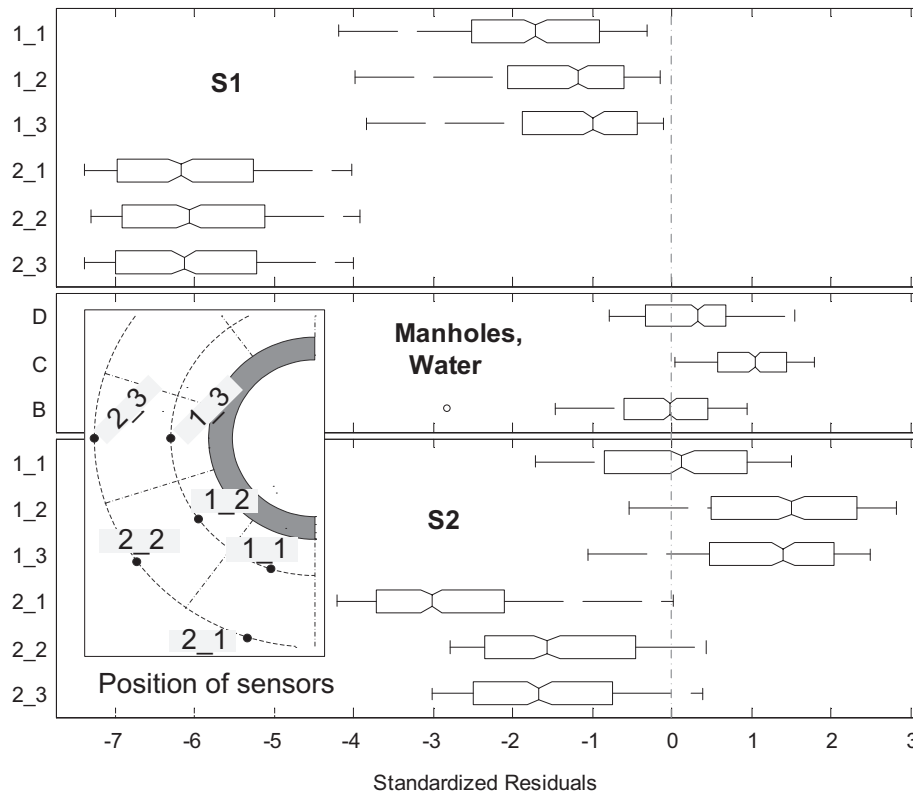 1_1
1_2
S1
1_3
2_1
2_2
2_3
D
Manholes,
Water
C
B
2_3
1_3
1_2
2_2
1_1
2_1
Position of sensors
1_1
1_2
S2
1_3
2_1
2_2
2_3
-7 -6 -5 -4 -3 -2 -1 0 1 2 3
Standardized Residuals